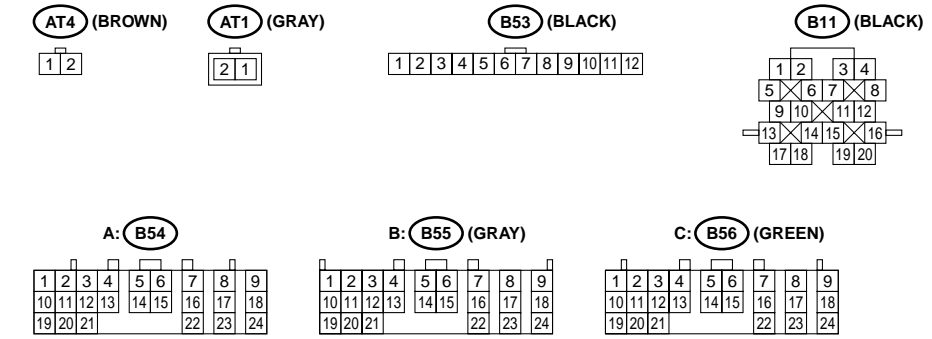 AT4 (BROWN) AT1 (GRAY) B53 (BLACK) B11 (BLACK)
1 2
2 1
1 2 3 4 5 6 7 8 9 10 11 12
1 2 3 4
5 6 7 8
9 10 11 12
13 14 15 16
17 18 19 20
A: B54 B: B55 (GRAY) C: B56 (GREEN)
1 2 3 4 5 6 7 8 9
10 11 12 13 14 15 16 17 18
19 20 21 22 23 24
1 2 3 4 5 6 7 8 9
10 11 12 13 14 15 16 17 18
19 20 21 22 23 24
1 2 3 4 5 6 7 8 9
10 11 12 13 14 15 16 17 18
19 20 21 22 23 24